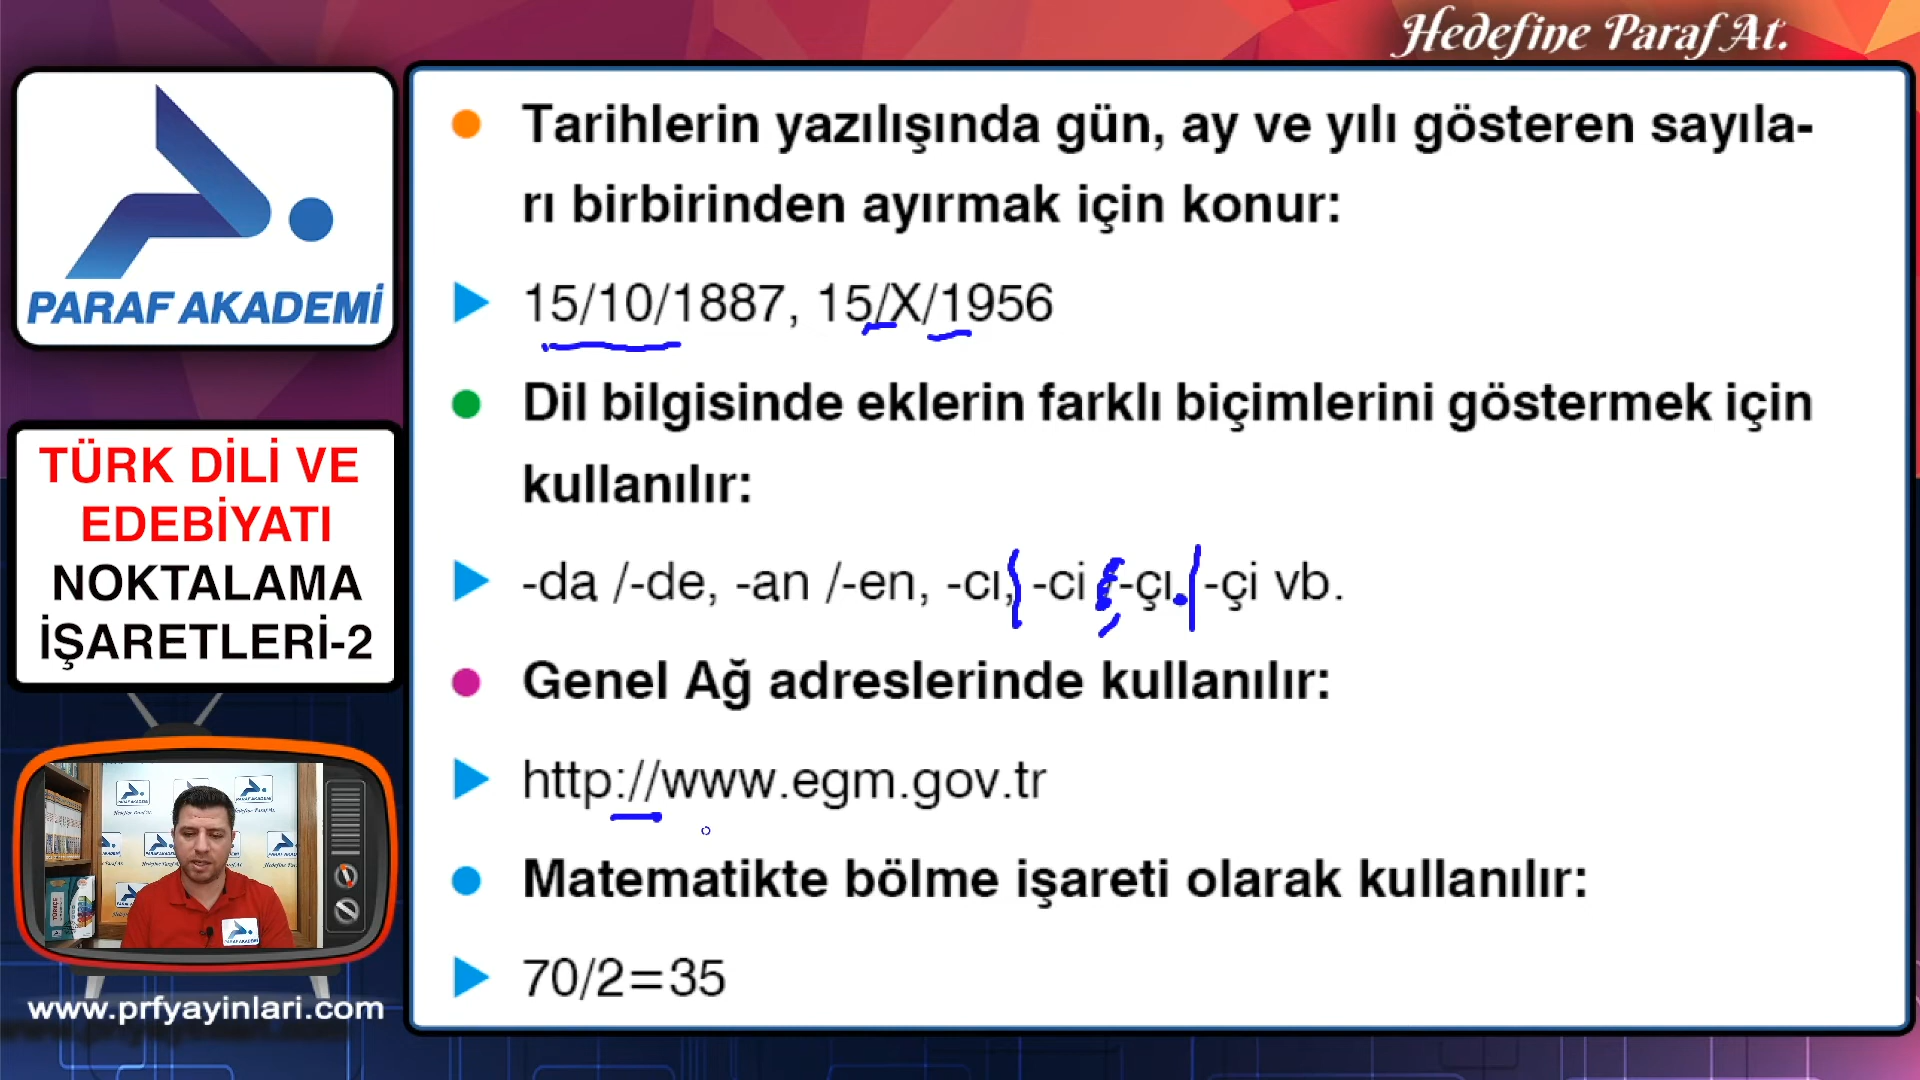 Hedefine Paraf At.
PARAF AKADEMİ
TÜRK DİLİ VE
EDEBİYATI
NOKTALAMA
İŞARETLERİ-2
www.prfyayinlari.com
Tarihlerin yazılışında gün, ay ve yılı gösteren sayıla-
rı birbirinden ayırmak için konur:
15/10/1887, 15/X/1956
Dil bilgisinde eklerin farklı biçimlerini göstermek için
kullanılır:
-da /-de, -an /-en, -cı, -ci /-çı, -çi vb.
Genel Ağ adreslerinde kullanılır:
http://www.egm.gov.tr
Matematikte bölme işareti olarak kullanılır:
70/2=35